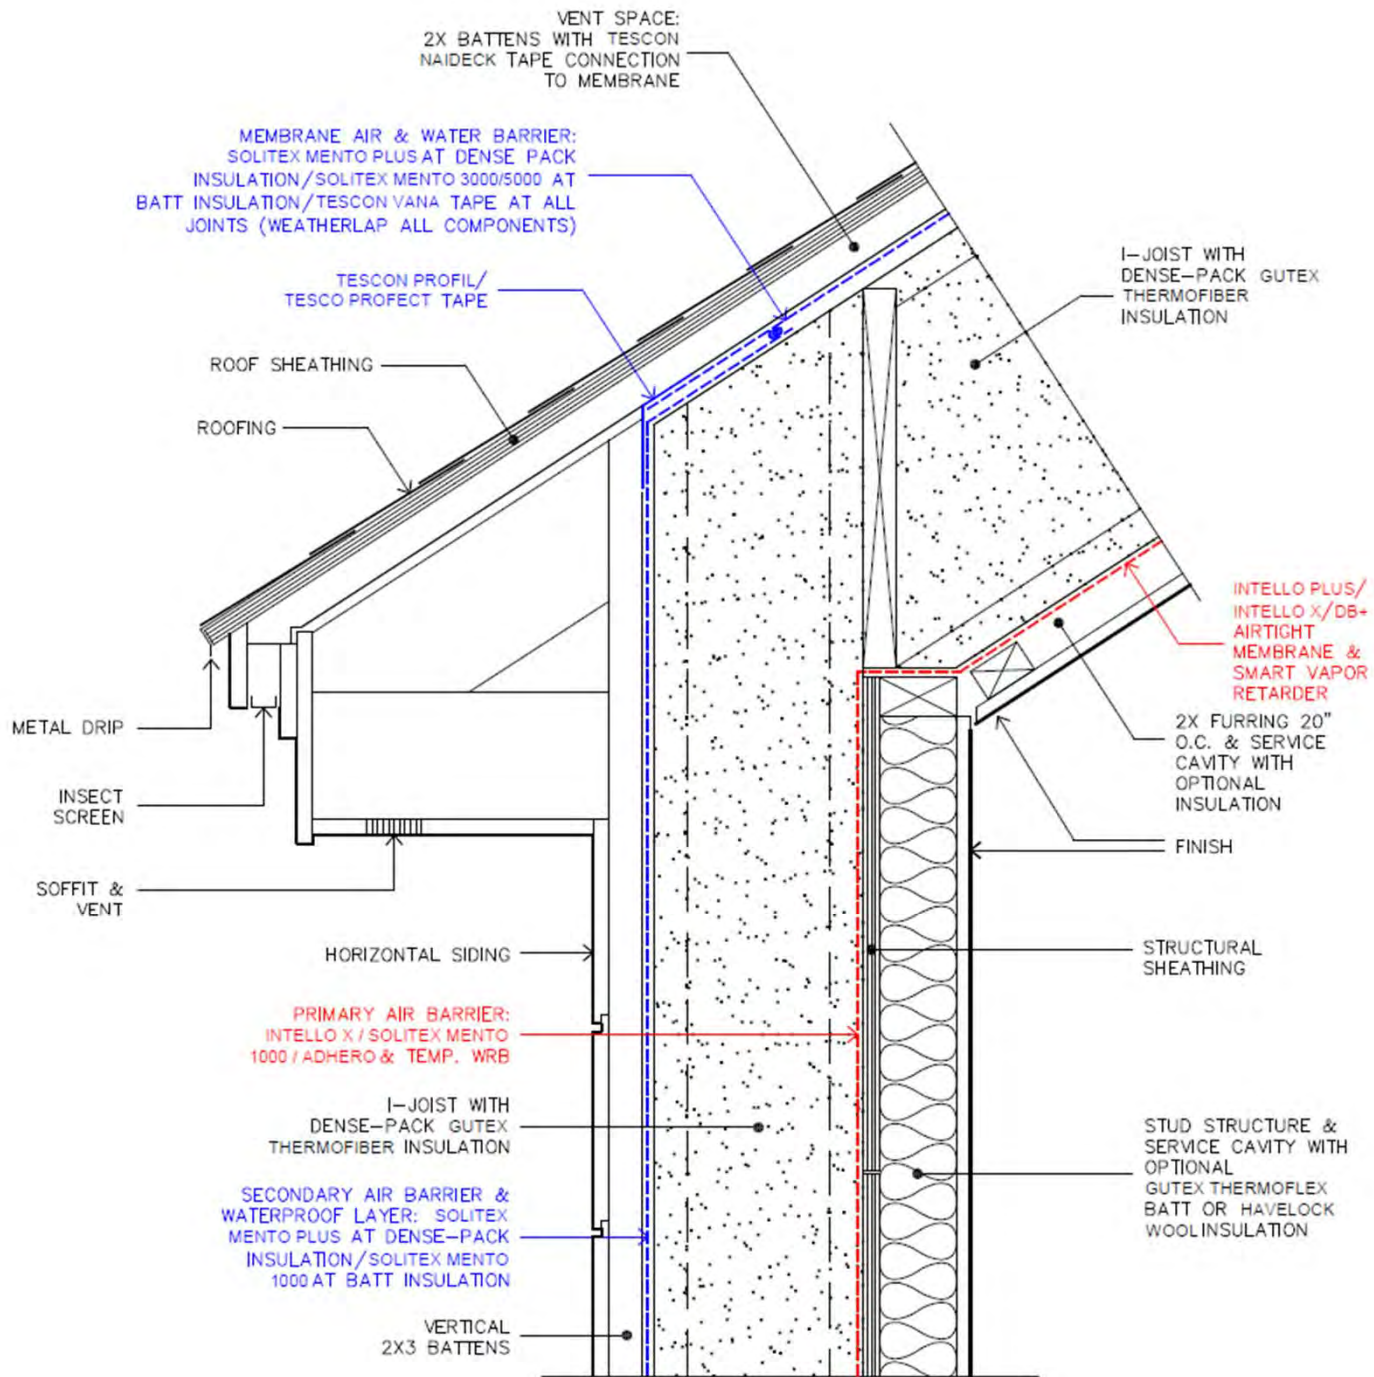 VENT SPACE:
2X BATTENS WITH TESCON
NAIDECK TAPE CONNECTION
TO MEMBRANE
MEMBRANE AIR & WATER BARRIER:
SOLITEX MENTO PLUS AT DENSE PACK
INSULATION/SOLITEX MENTO 3000/5000 AT
BATT INSULATION/TESCON VANA TAPE AT ALL
JOINTS (WEATHERLAP ALL COMPONENTS)
TESCON PROFIL/
TESCO PROFECT TAPE
ROOF SHEATHING
ROOFING
I-JOIST WITH
DENSE-PACK GUTEX
THERMOFIBER
INSULATION
INTELLO PLUS/
INTELLO X/DB+
AIRTIGHT
MEMBRANE &
SMART VAPOR
RETARDER
METAL DRIP
INSECT
SCREEN
SOFFIT &
VENT
2X FURRING 20"
O.C. & SERVICE
CAVITY WITH
OPTIONAL
INSULATION
FINISH
HORIZONTAL SIDING
STRUCTURAL
SHEATHING
PRIMARY AIR BARRIER:
INTELLO X / SOLITEX MENTO
1000 / ADHERO & TEMP. WRB
I-JOIST WITH
DENSE-PACK GUTEX
THERMOFIBER INSULATION
STUD STRUCTURE &
SERVICE CAVITY WITH
OPTIONAL
GUTEX THERMOFLEX
BATT OR HAVELOCK
WOOL INSULATION
SECONDARY AIR BARRIER &
WATERPROOF LAYER: SOLITEX
MENTO PLUS AT DENSE-PACK
INSULATION/SOLITEX MENTO
1000 AT BATT INSULATION
VERTICAL
2X3 BATTENS